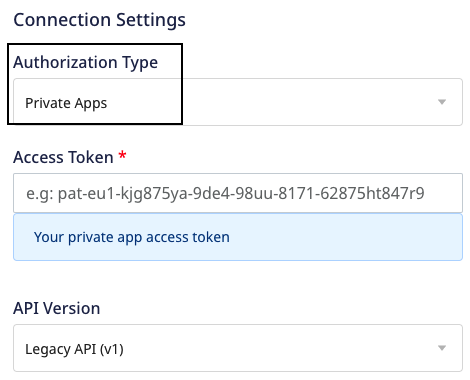 Connection Settings
Authorization Type
Private Apps
Access Token *
e.g: pat-eu1-kjg875ya-9de4-98uu-8171-62875ht847r9
Your private app access token
API Version
Legacy API (v1)